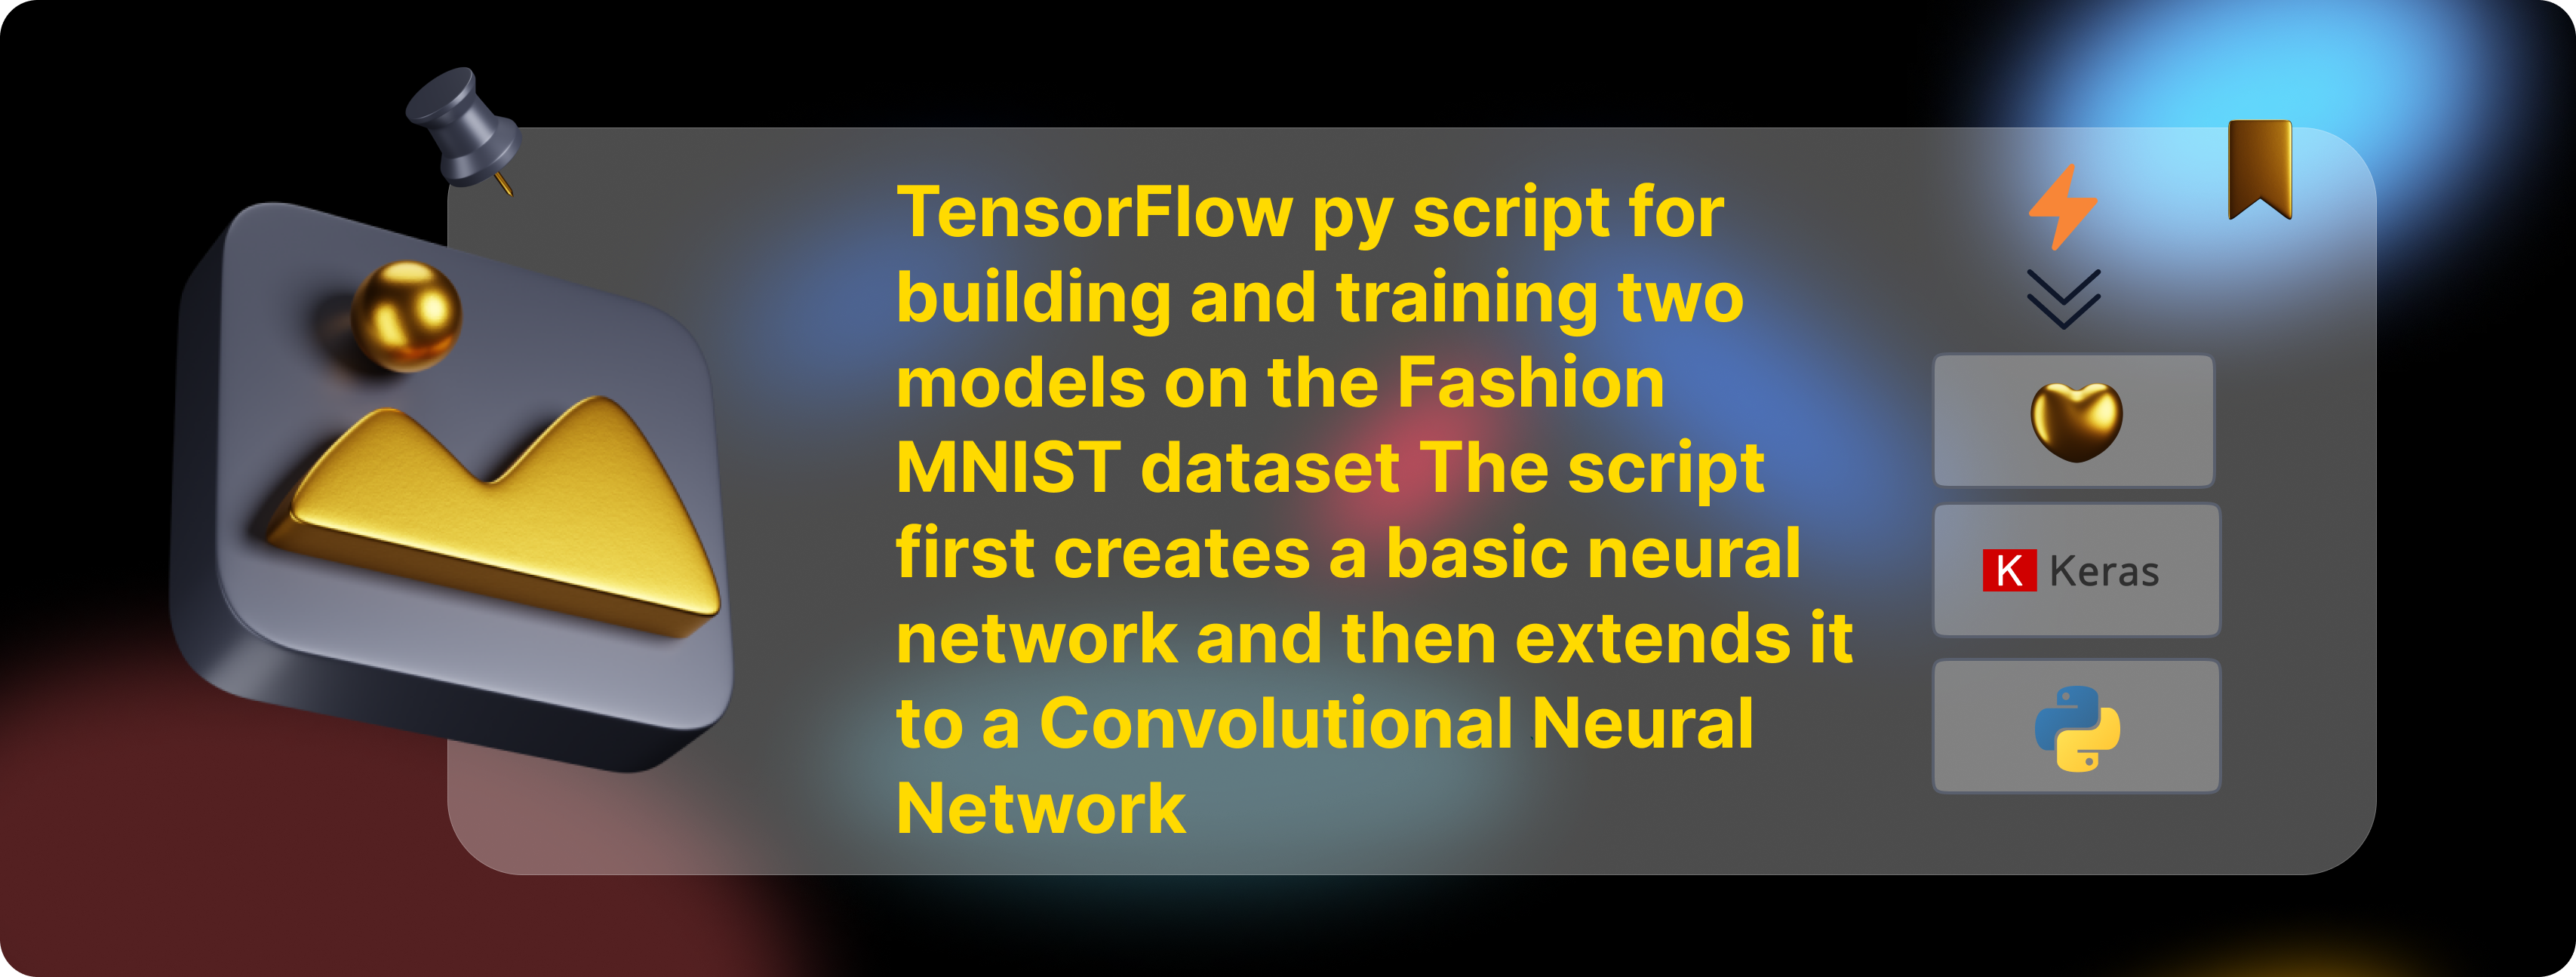 TensorFlow py script for
building and training two
models on the Fashion
MNIST dataset The script
first creates a basic neural
network and then extends it
to a Convolutional Neural
Network
K Keras